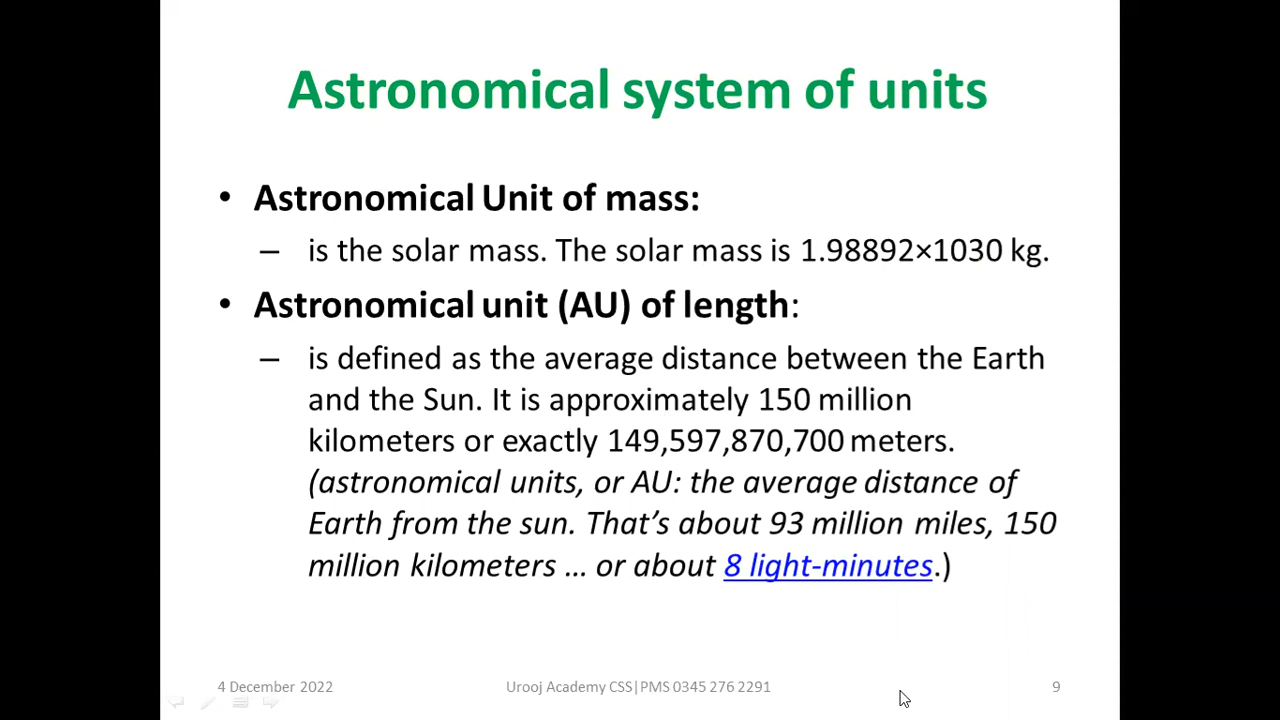 Astronomical system of units
• Astronomical Unit of mass:
– is the solar mass. The solar mass is 1.98892×1030 kg.
• Astronomical unit (AU) of length:
– is defined as the average distance between the Earth
and the Sun. It is approximately 150 million
kilometers or exactly 149,597,870,700 meters.
(astronomical units, or AU: the average distance of
Earth from the sun. That’s about 93 million miles, 150
million kilometers … or about 8 light-minutes.)
4 December 2022
Urooj Academy CSS|PMS 0345 276 2291
9